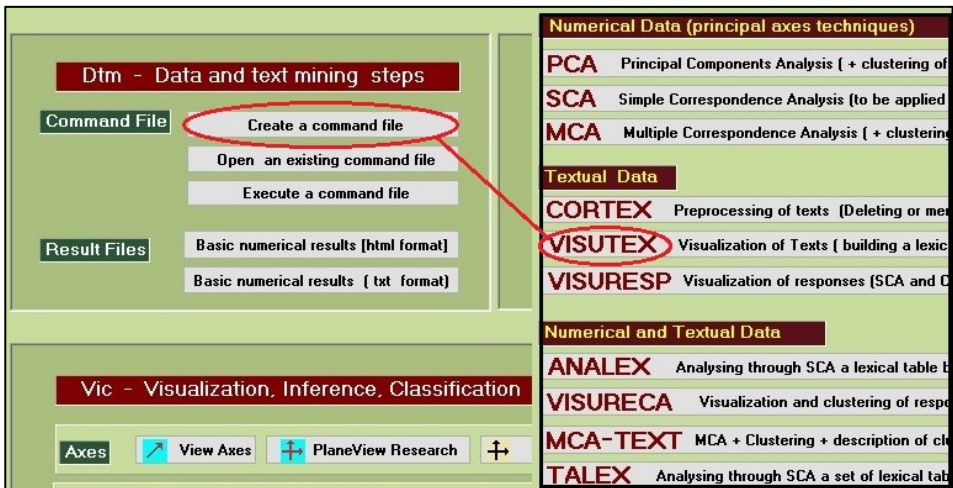 Dtm - Data and text mining steps
Command File
Create a command file
Open an existing command file
Execute a command file
Result Files
Basic numerical results [html format]
Basic numerical results ( txt format)
Vic - Visualization, Inference, Classification
Axes
View Axes
PlaneView Research
Numerical Data (principal axes techniques)
PCA Principal Components Analysis ( + clustering of
SCA Simple Correspondence Analysis (to be applied
MCA Multiple Correspondence Analysis ( + clustering
Textual Data
CORTEX Preprocessing of texts (Deleting or
VISUTEX Visualization of Texts ( building a
VISURESP Visualization of responses (SCA and
Numerical and Textual Data
ANALEX Analysing through SCA a lexical table
VISURECA Visualization and clustering of
MCA-TEXT MCA + Clustering + description of
TALEX Analysing through SCA a set of lexical